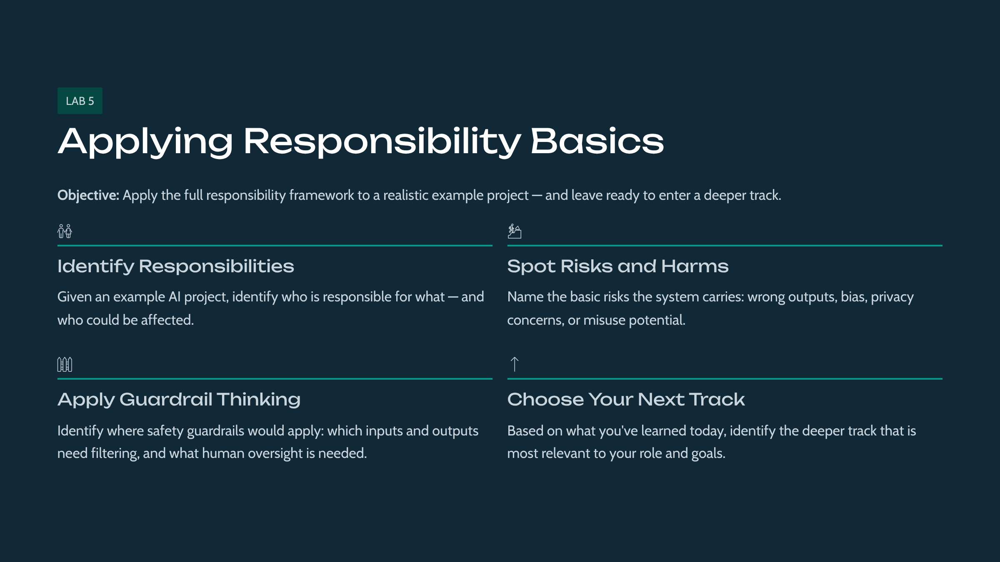 LAB 5
Applying Responsibility Basics
Objective: Apply the full responsibility framework to a realistic example project — and leave ready to enter a deeper track.
Identify Responsibilities
Given an example AI project, identify who is responsible for what — and
who could be affected.
Spot Risks and Harms
Name the basic risks the system carries: wrong outputs, bias, privacy
concerns, or misuse potential.
Apply Guardrail Thinking
Identify where safety guardrails would apply: which inputs and outputs
need filtering, and what human oversight is needed.
Choose Your Next Track
Based on what you've learned today, identify the deeper track that is
most relevant to your role and goals.